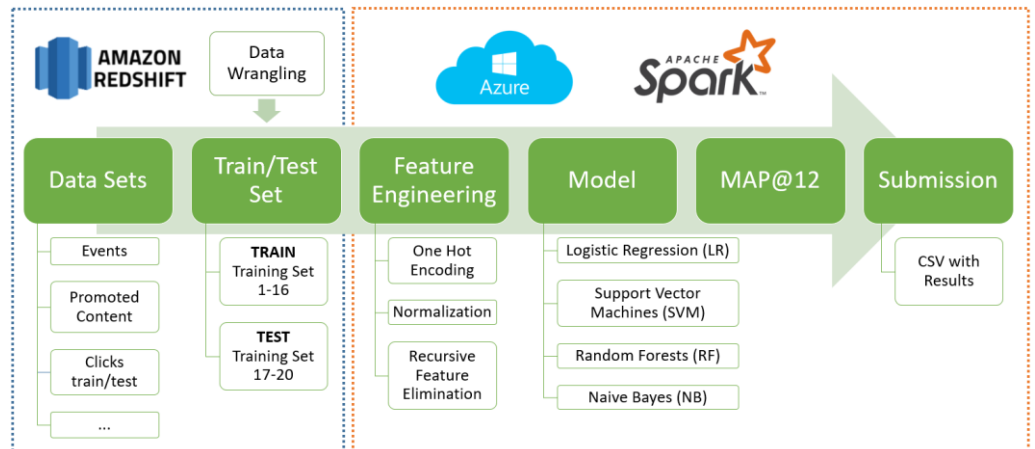 AMAZON
REDSHIFT
Data
Wrangling
Azure
APACHE
Spark™
Data Sets
Train/Test
Set
Feature
Engineering
Model
MAP@12
Submission
Events
Promoted
Content
Clicks
train/test
...
TRAIN
Training Set
1-16
TEST
Training Set
17-20
One Hot
Encoding
Normalization
Recursive
Feature
Elimination
Logistic Regression (LR)
Support Vector
Machines (SVM)
Random Forests (RF)
Naive Bayes (NB)
CSV with
Results